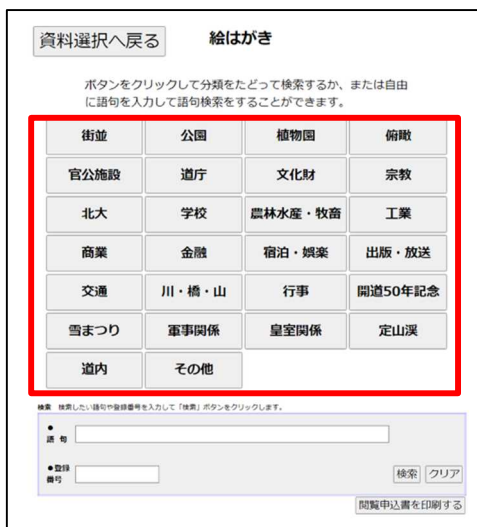 資料選択へ戻る 絵はがき
ボタンをクリックして分類をたどって検索するか、または自由
に語句を入力して語句検索をすることができます。
街並 公園 植物園 俯瞰
官公施設 道庁 文化財 宗教
北大 学校 農林水産・牧畜 工業
商業 金融 宿泊・娯楽 出版・放送
交通 川・橋・山 行事 開道50年記念
雪まつり 軍事関係 皇室関係 定山渓
道内 その他
検索 検索したい語句や登録番号を入力して「検索」ボタンをクリックします。
●
語 句
●登録
番号 検索 クリア
閲覧申込書を印刷する